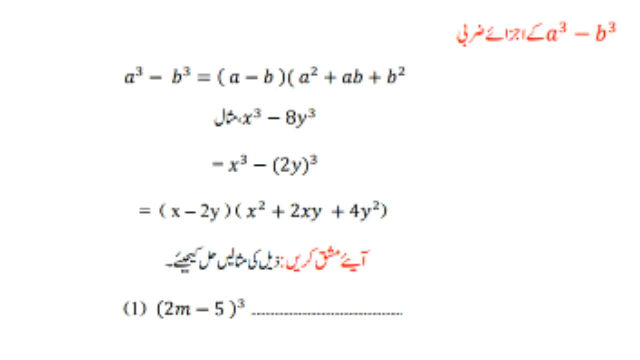 a³ − b³ کے اجزائے ضربی
a³ − b³ = ( a − b )( a² + ab + b²
مثال، x³ − 8y³
= x³ − (2y)³
= ( x − 2y )( x² + 2xy + 4y²)
آیئے مشق کریں: ذیل کی مثالیں حل کیجیئے۔
(1) (2m − 5 )³ ....................................